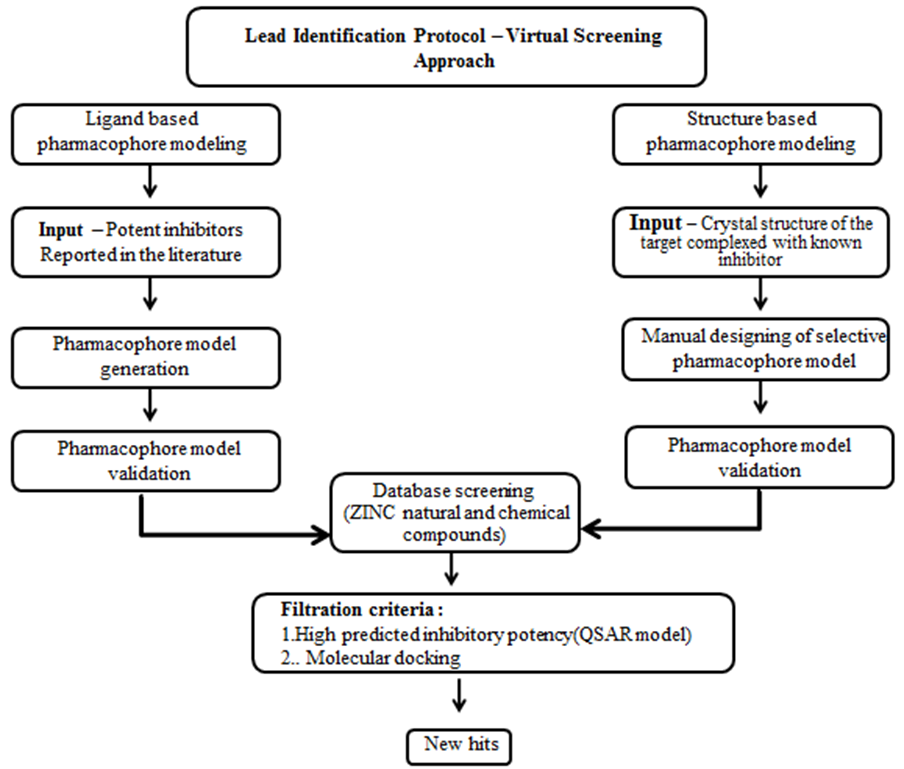 Lead Identification Protocol – Virtual Screening
Approach
Ligand based
pharmacophore modeling
Input – Potent inhibitors
Reported in the literature
Pharmacophore model
generation
Pharmacophore model
validation
Structure based
pharmacophore modeling
Input – Crystal structure of the
target complexed with known
inhibitor
Manual designing of selective
pharmacophore model
Pharmacophore model
validation
Database screening
(ZINC natural and chemical
compounds)
Filtration criteria :
1.High predicted inhibitory potency(QSAR model)
2.. Molecular docking
New hits